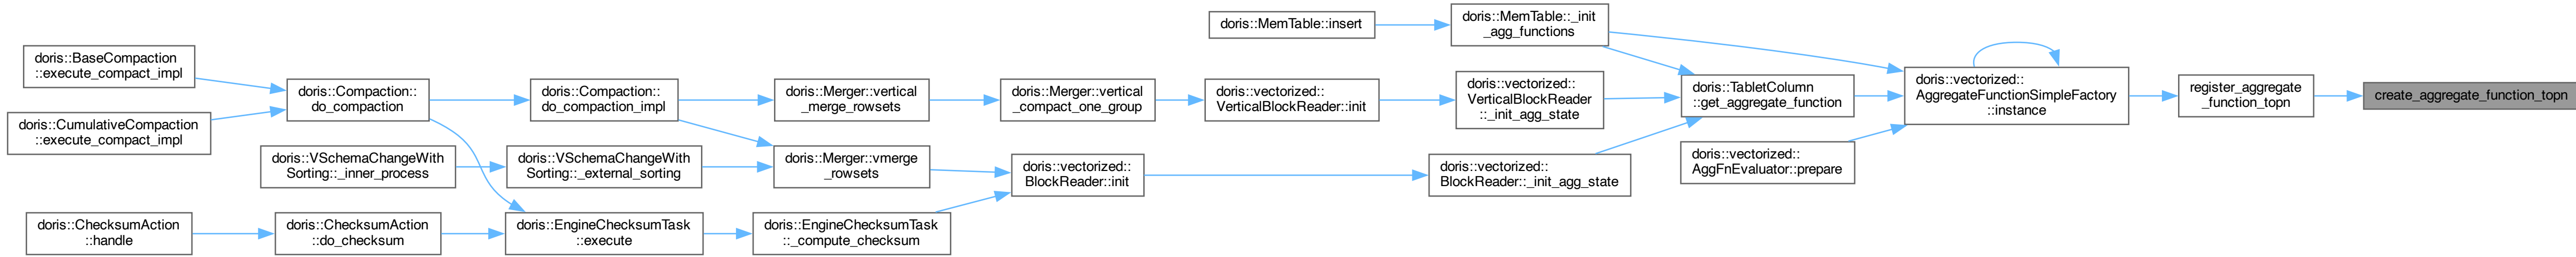 doris::BaseCompaction
::execute_compact_impl
doris::CumulativeCompaction
::execute_compact_impl
doris::Compaction::
do_compaction
doris::VSchemaChangeWith
Sorting::_inner_process
doris::ChecksumAction
::handle
doris::ChecksumAction
::do_checksum
doris::Compaction::
do_compaction_impl
doris::VSchemaChangeWith
Sorting::_external_sorting
doris::EngineChecksumTask
::execute
doris::Merger::vertical
_merge_rowsets
doris::Merger::vmerge
_rowsets
doris::EngineChecksumTask
::_compute_checksum
doris::Merger::vertical
_compact_one_group
doris::vectorized::
BlockReader::init
doris::MemTable::insert
doris::vectorized::
VerticalBlockReader::init
doris::MemTable::_init
_agg_functions
doris::vectorized::
VerticalBlockReader
::_init_agg_state
doris::vectorized::
BlockReader::_init_agg_state
doris::TabletColumn
::get_aggregate_function
doris::vectorized::
AggFnEvaluator::prepare
doris::vectorized::
AggregateFunctionSimpleFactory
::instance
register_aggregate
_function_topn
create_aggregate_function_topn